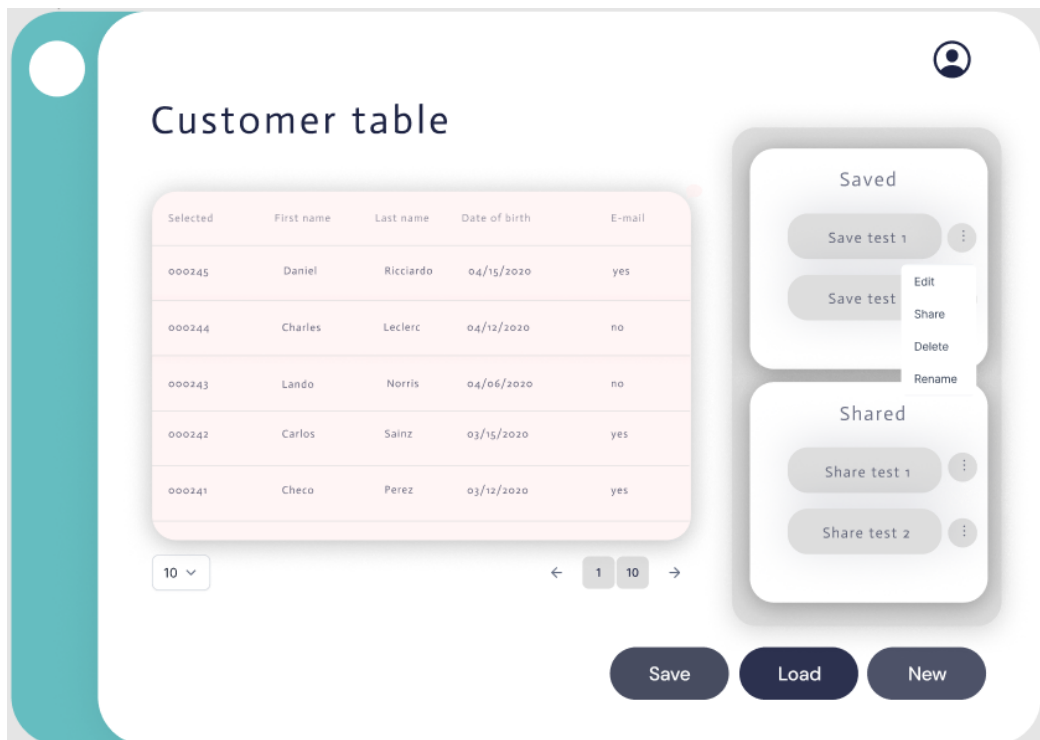 Customer table
Selected First name Last name Date of birth E-mail
000245 Daniel Ricciardo 04/15/2020 yes
000244 Charles Leclerc 04/12/2020 no
000243 Lando Norris 04/06/2020 no
000242 Carlos Sainz 03/15/2020 yes
000241 Checo Perez 03/12/2020 yes
10
1 10
Saved
Save test 1
Save test
Edit
Share
Delete
Rename
Shared
Share test 1
Share test 2
Save Load New